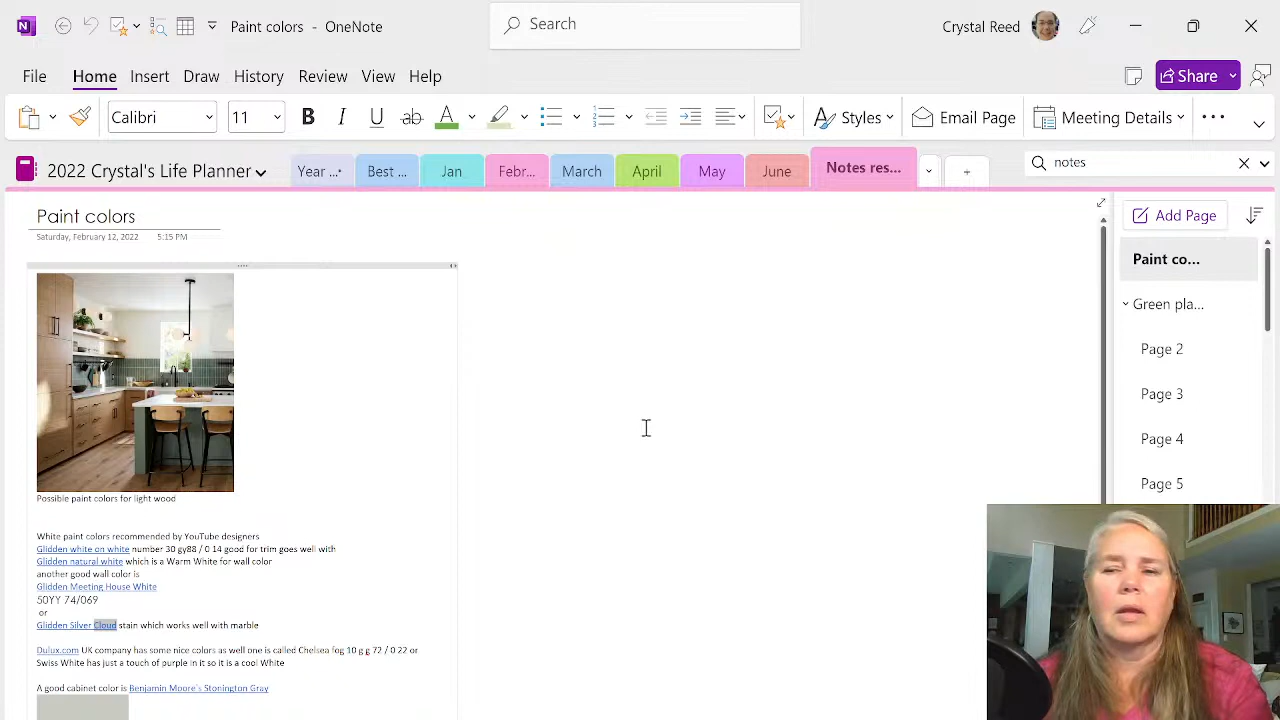 Paint colors - OneNote
Search
Crystal Reed
File Home Insert Draw History Review View Help
Share
Calibri
11
B I U ab A
Styles
Email Page
Meeting Details
2022 Crystal's Life Planner
Year ...
Best ...
Jan
Febr...
March
April
May
June
Notes res...
notes
Paint colors
Saturday, February 12, 2022 5:15 PM
Possible paint colors for light wood
White paint colors recommended by YouTube designers
Glidden white on white number 30 gy88 / 0 14 good for trim goes well with
Glidden natural white which is a Warm White for wall color
another good wall color is
Glidden Meeting House White
50YY 74/069
or
Glidden Silver Cloud stain which works well with marble
Dulux.com UK company has some nice colors as well one is called Chelsea fog 10 g g 72 / 0 22 or
Swiss White has just a touch of purple in it so it is a cool White
A good cabinet color is Benjamin Moore's Stonington Gray
Add Page
Paint co...
Green pla...
Page 2
Page 3
Page 4
Page 5